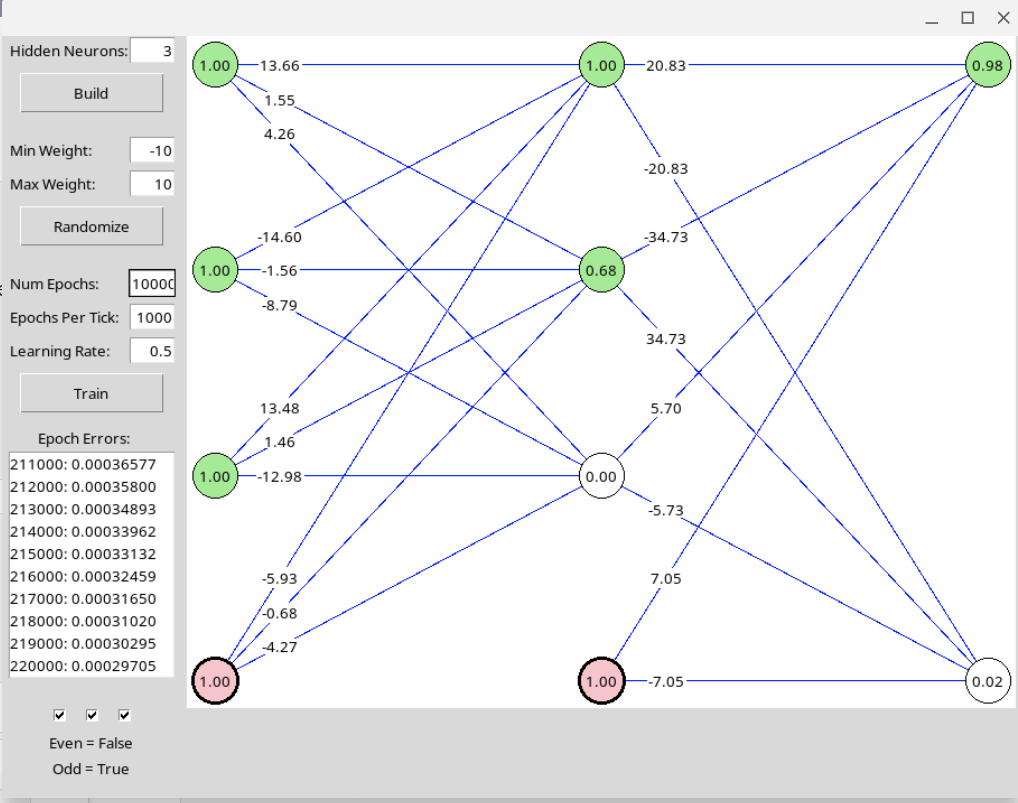 Hidden Neurons: 3
Build
Min Weight: -10
Max Weight: 10
Randomize
Num Epochs: 10000
Epochs Per Tick: 1000
Learning Rate: 0.5
Train
Epoch Errors:
211000: 0.00036577
212000: 0.00035800
213000: 0.00034893
214000: 0.00033962
215000: 0.00033132
216000: 0.00032459
217000: 0.00031650
218000: 0.00031020
219000: 0.00030295
220000: 0.00029705
Even = False
Odd = True
1.00 13.66 1.00 20.83 0.98
1.55
4.26
-20.83
-14.60 -34.73
1.00 -1.56 0.68
-8.79
34.73
13.48 5.70
1.46
1.00 -12.98 0.00
-5.73
-5.93 7.05
-0.68
-4.27
1.00 1.00 -7.05 0.02